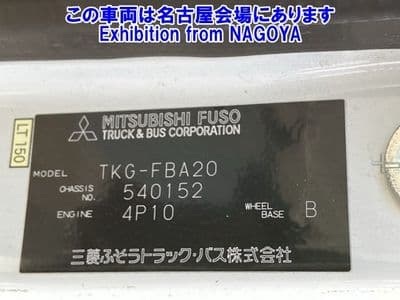 この車両は名古屋会場にあります
Exhibition from NAGOYA
LT 150
MITSUBISHI FUSO
TRUCK & BUS CORPORATION
MODEL TKG-FBA20
CHASSIS NO. 540152
ENGINE 4P10 WHEEL BASE B
三菱ふそうトラック・バス株式会社